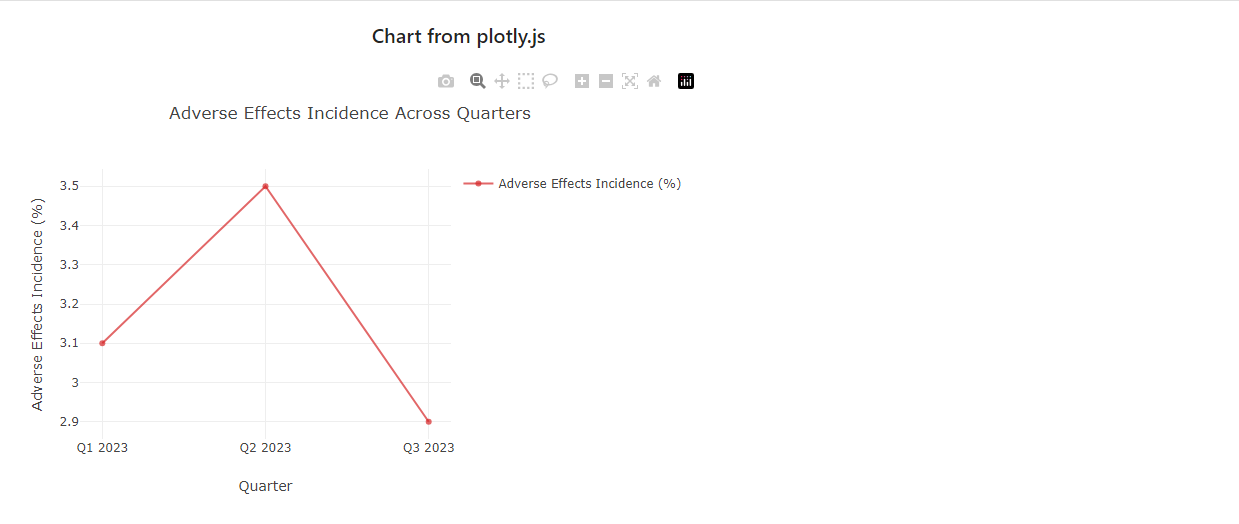 Chart from plotly.js
Adverse Effects Incidence Across Quarters
Adverse Effects Incidence (%)
3.5
3.4
3.3
3.2
3.1
3
2.9
Q1 2023
Q2 2023
Q3 2023
Quarter
Adverse Effects Incidence (%)